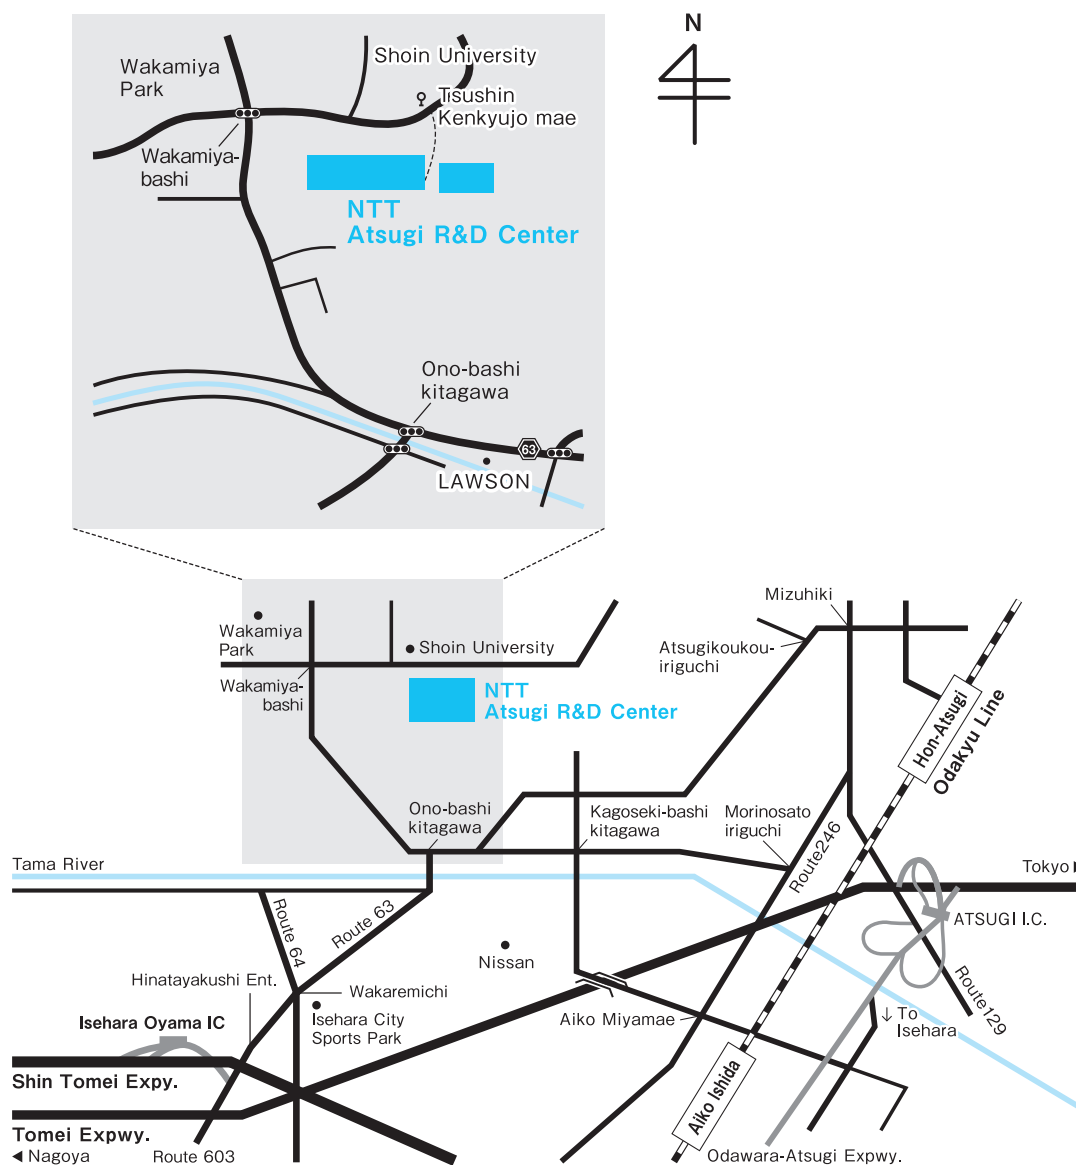 N
Shoin University
Wakamiya
Park
Tisushin
Kenkyujo mae
Wakamiya-
bashi
NTT
Atsugi R&D Center
Ono-bashi
kitagawa
63
LAWSON
Mizuhiki
Wakamiya
Park
Shoin University
Atsugikoukou-
iriguchi
Wakamiya-
bashi
NTT
Atsugi R&D Center
Hon-Atsugi
Odakyu Line
Ono-bashi
kitagawa
Kagoseki-bashi
kitagawa
Morinosato
iriguchi
Route246
Tama River
Tokyo
Route 63
Route 64
ATSUGI I.C.
Nissan
Hinatayakushi Ent.
Wakaremichi
Route129
Isehara Oyama IC
Isehara City
Sports Park
Aiko Miyamae
↓ To
Isehara
Shin Tomei Expy.
Aiko Ishida
Tomei Expwy.
◄ Nagoya
Route 603
Odawara-Atsugi Expwy.